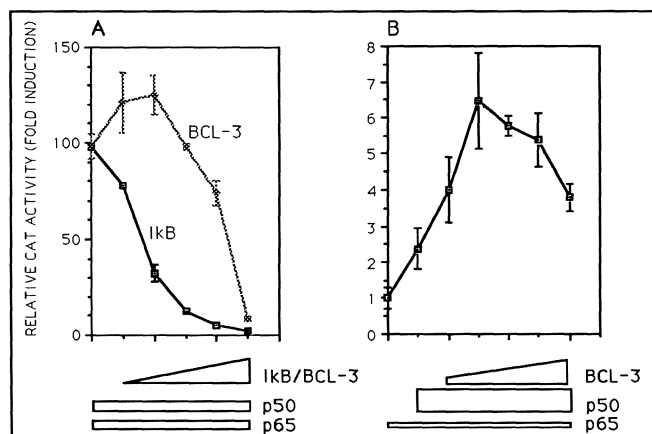 A
B
RELATIVE CAT ACTIVITY (FOLD INDUCTION)
150
100
50
0
BCL-3
IkB
8
7
6
5
4
3
2
1
0
IkB/BCL-3
p50
p65
BCL-3
p50
p65